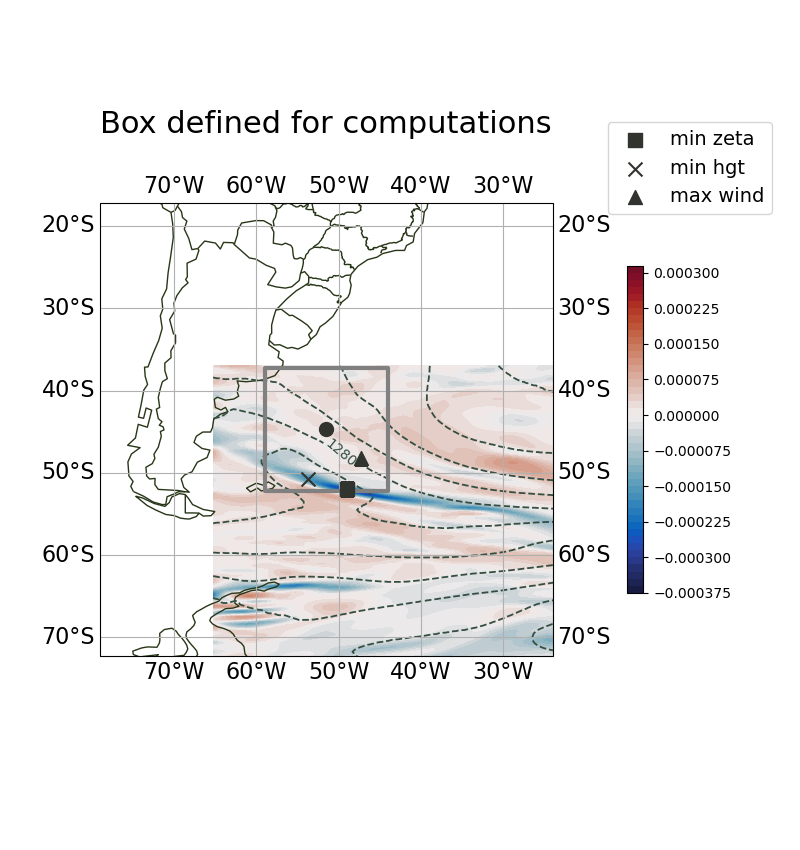 Box defined for computations
min zeta
min hgt
max wind
70°W 60°W 50°W 40°W 30°W
20°S 20°S
30°S 30°S
40°S 40°S
50°S 50°S
60°S 60°S
70°S 70°S
70°W 60°W 50°W 40°W 30°W
1280
0.000300
0.000225
0.000150
0.000075
0.000000
−0.000075
−0.000150
−0.000225
−0.000300
−0.000375